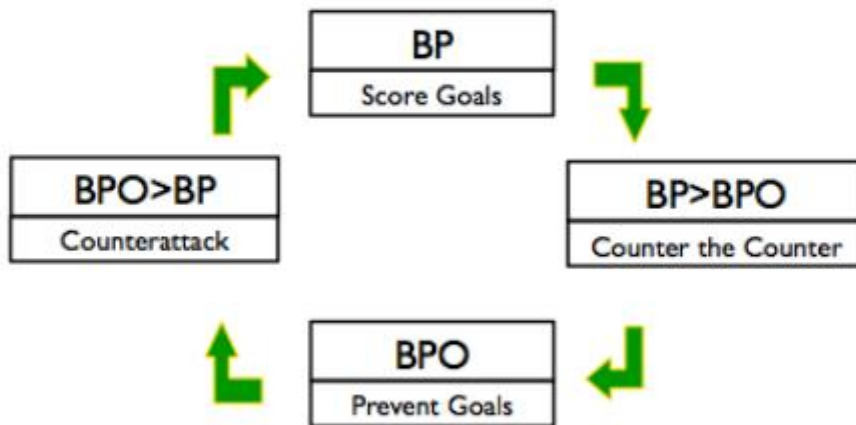 BP
Score Goals
BPO>BP
Counterattack
BP>BPO
Counter the Counter
BPO
Prevent Goals